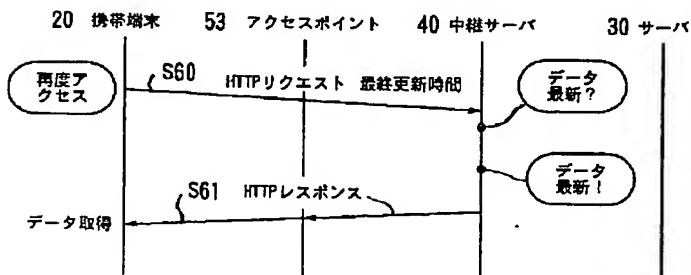 20 携帯端末 53 アクセスポイント 40 中継サーバ 30 サーバ
再度ア
クセス
S60 HTTPリクエスト 最終更新時間
データ
最新?
データ
最新!
S61 HTTPレスポンス
データ取得